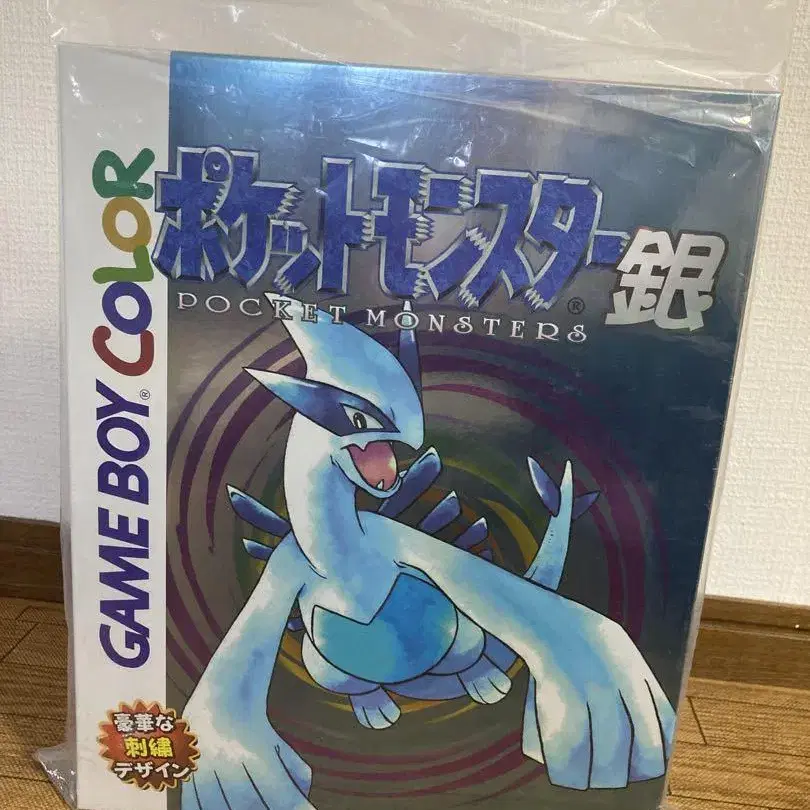 GAME BOY® COLOR
ポケットモンスター銀
POCKET MONSTERS®
豪華な
刺繍
デザイン